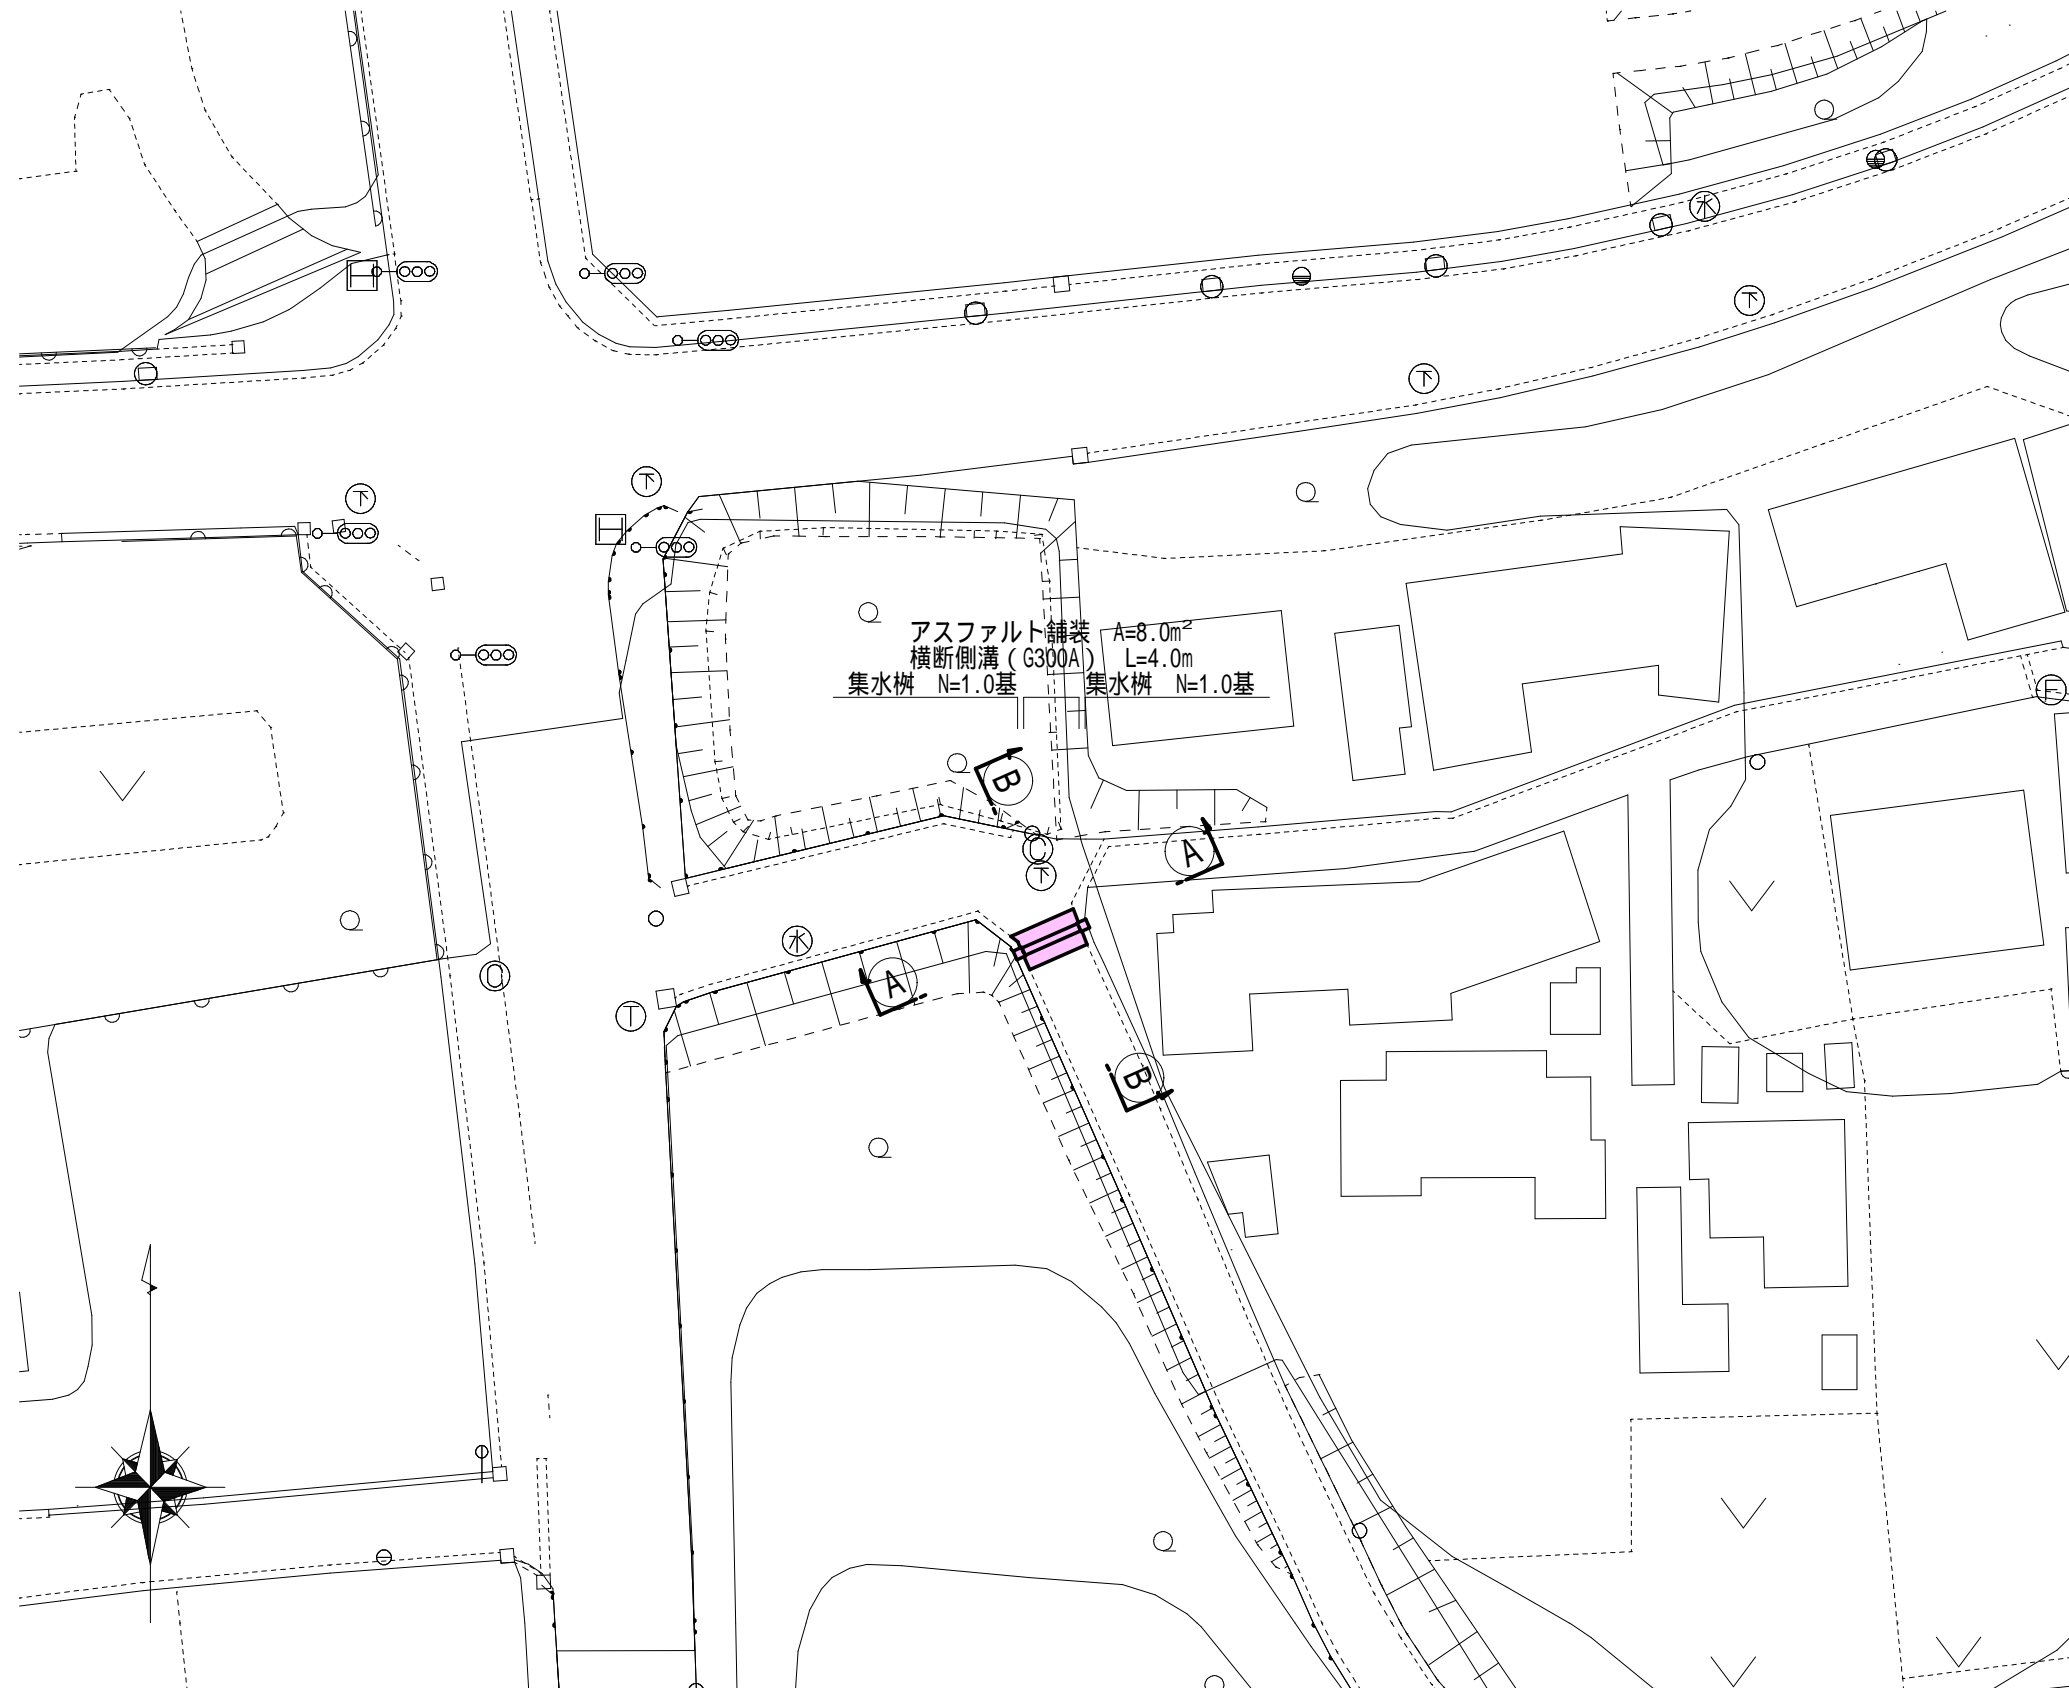 下
水
下
下
下
アスファルト舗装 A=8.0m²
横断側溝(G300A) L=4.0m
集水桝 N=1.0基 集水桝 N=1.0基
B
A
下
水
A
B